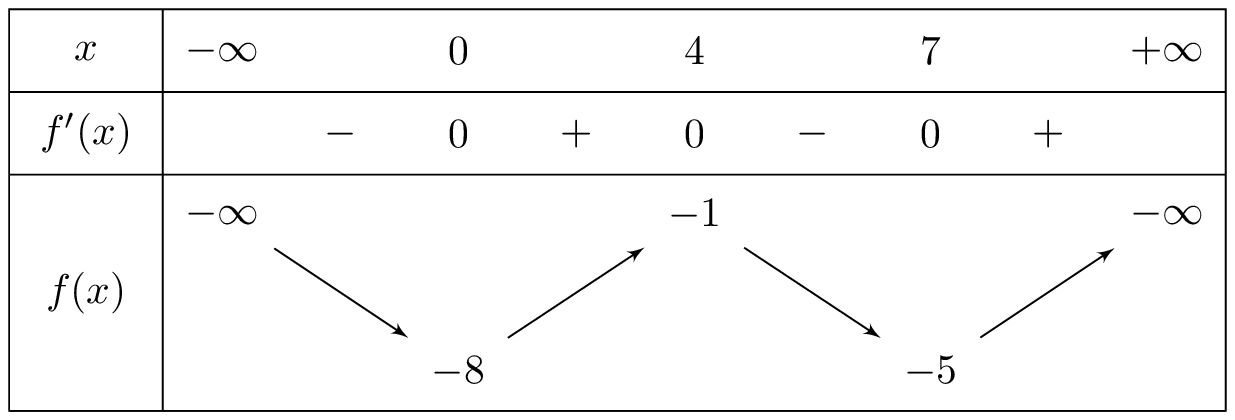 x −∞ 0 4 7 +∞
f′(x) − 0 + 0 − 0 +
−∞ −1 −∞
f(x)
−8 −5